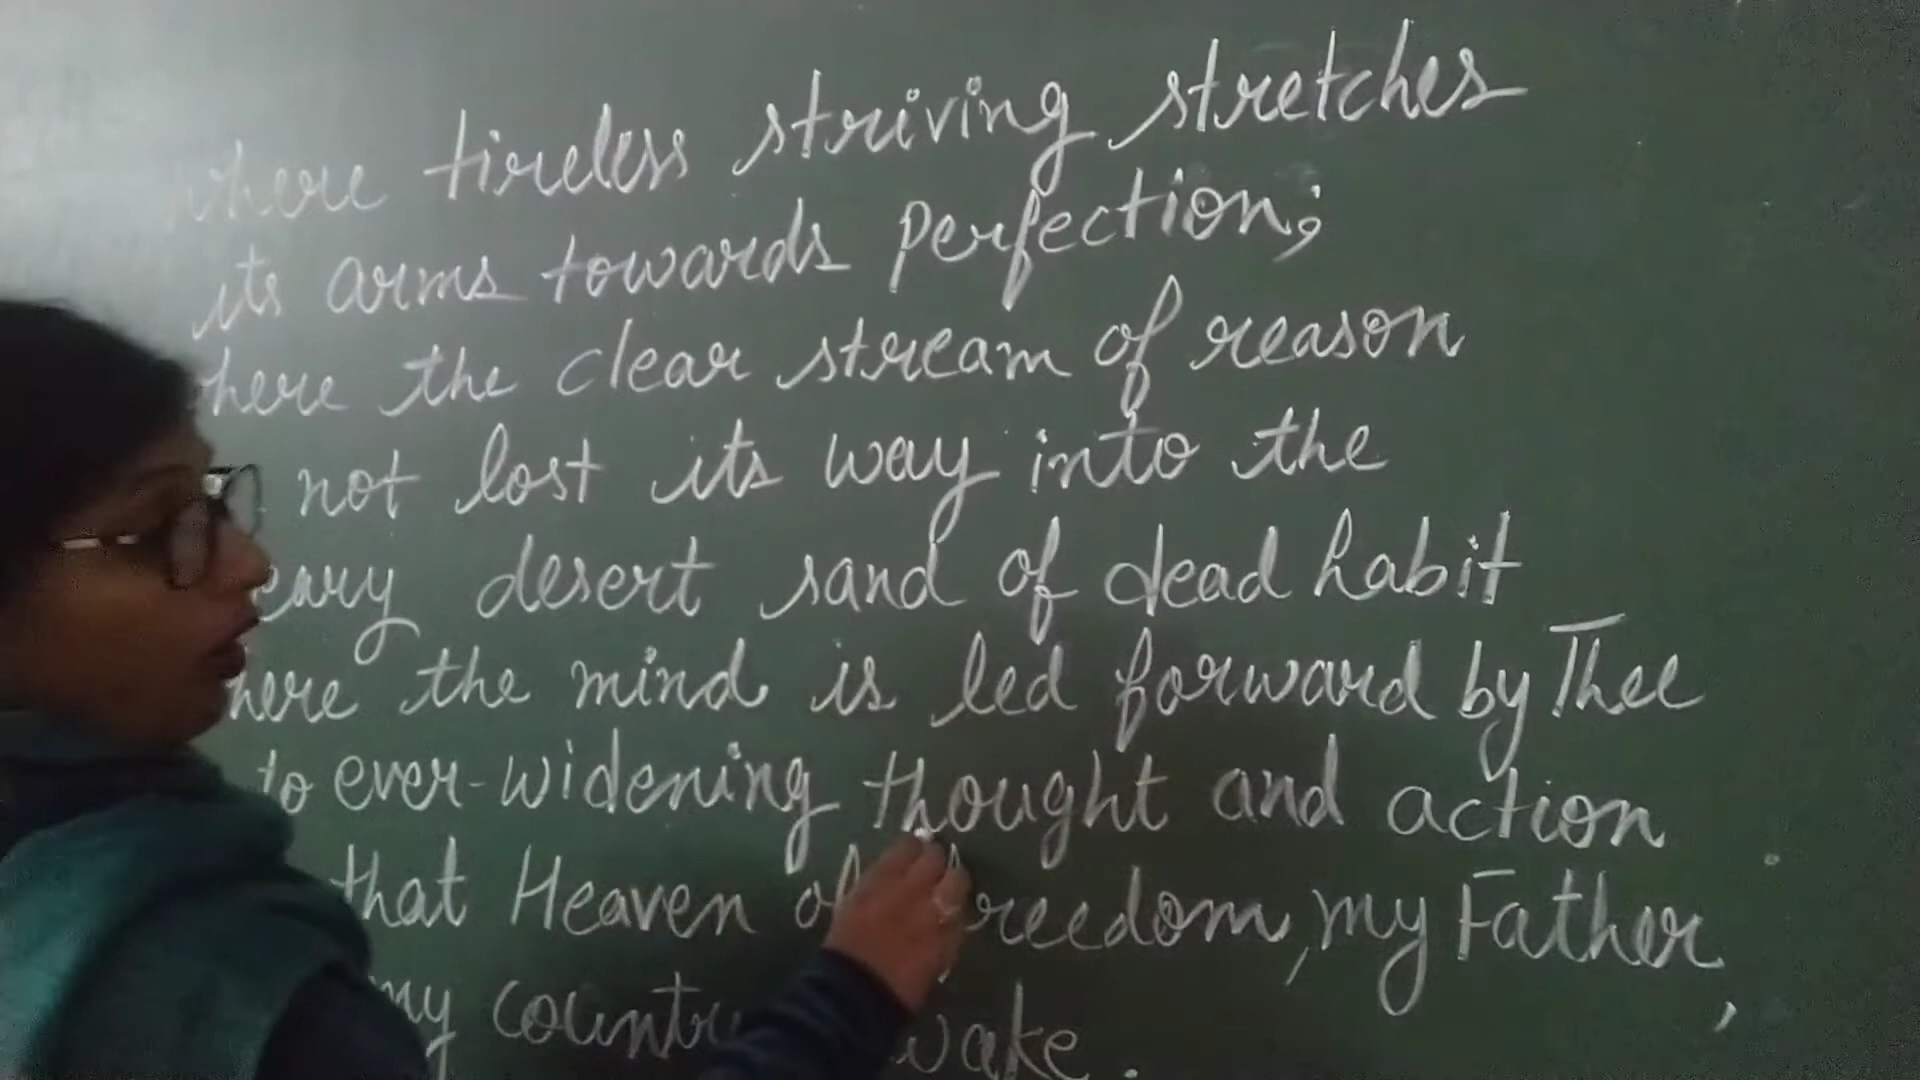 where tireless striving stretches
its arms towards perfection;
here the clear stream of reason
not lost its way into the
eary desert sand of dead habit
here the mind is led forward by Thee
to ever-widening thought and action
that Heaven of reedom, my Father,
my country wake.